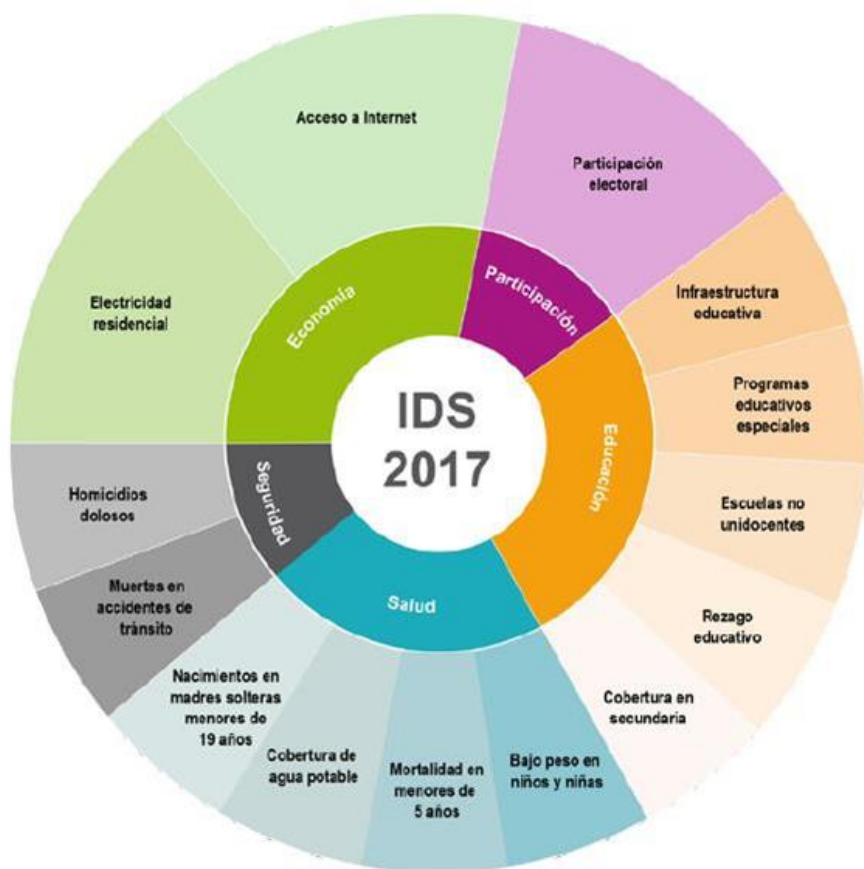 Acceso a Internet
Participación
electoral
Infraestructura
educativa
Programas
educativos
especiales
Escuelas no
unidocentes
Rezago
educativo
Cobertura en
secundaria
Bajo peso en
niños y niñas
Mortalidad en
menores de
5 años
Cobertura de
agua potable
Nacimientos en
madres solteras
menores de
19 años
Muertes en
accidentes de
tránsito
Homicidios
dolosos
Electricidad
residencial
Economía
Participación
Educación
Salud
Seguridad
IDS
2017